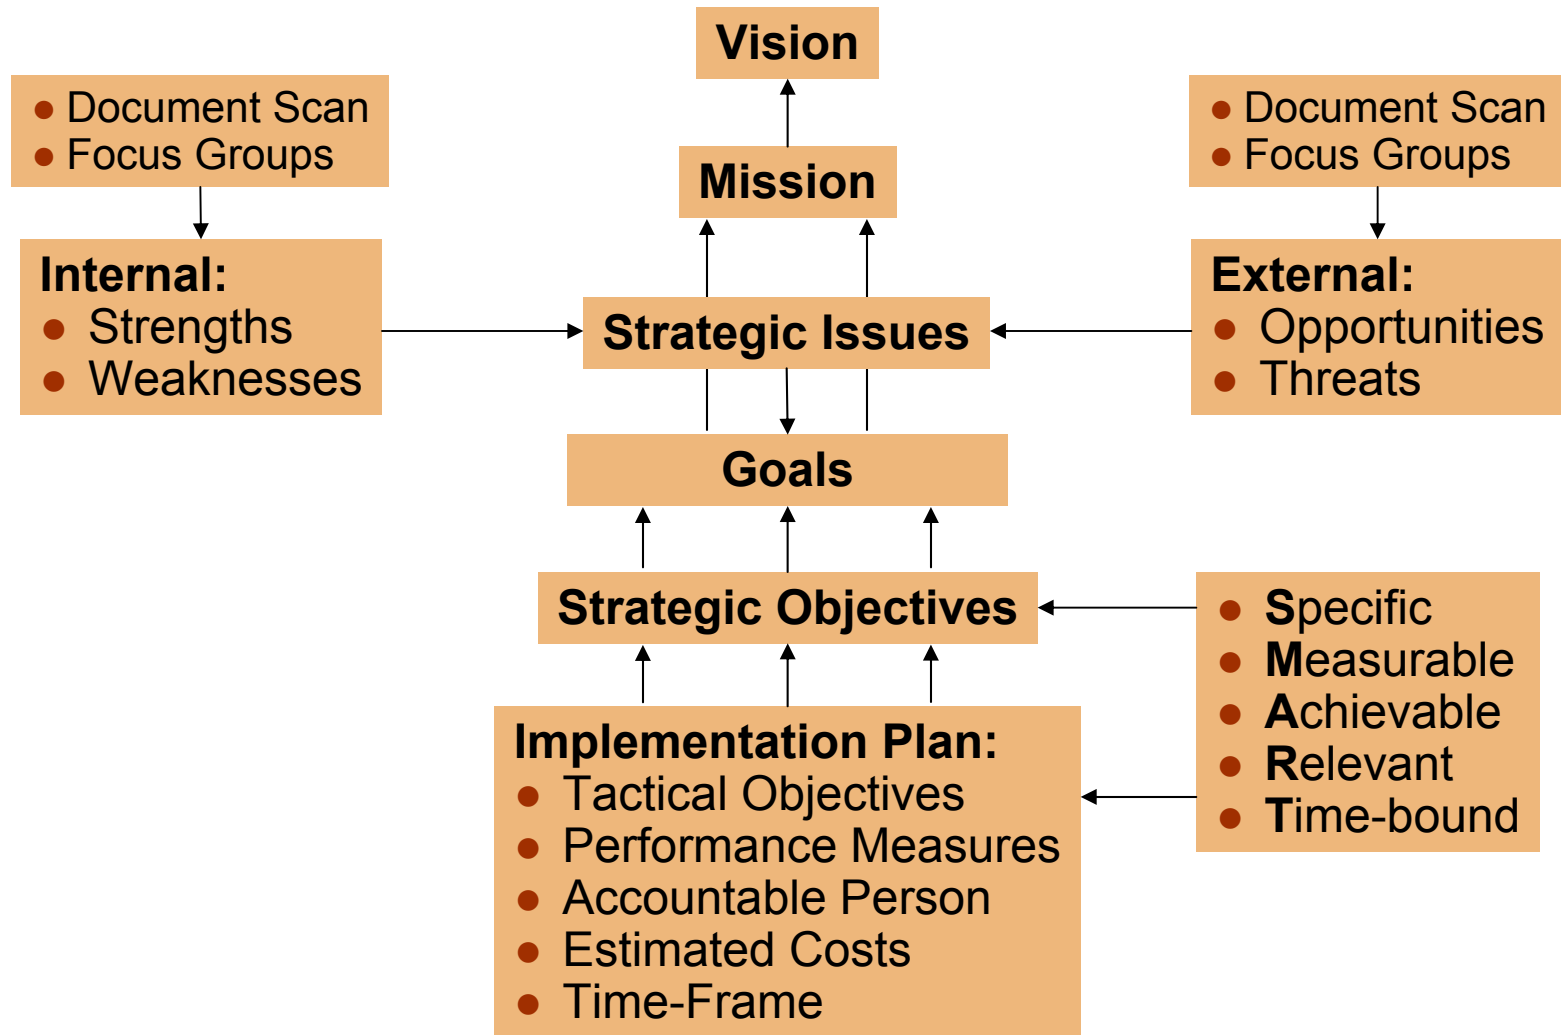 Vision
● Document Scan
● Focus Groups
● Document Scan
● Focus Groups
Mission
Internal:
● Strengths
● Weaknesses
Strategic Issues
External:
● Opportunities
● Threats
Goals
Strategic Objectives
● Specific
● Measurable
● Achievable
● Relevant
● Time-bound
Implementation Plan:
● Tactical Objectives
● Performance Measures
● Accountable Person
● Estimated Costs
● Time-Frame